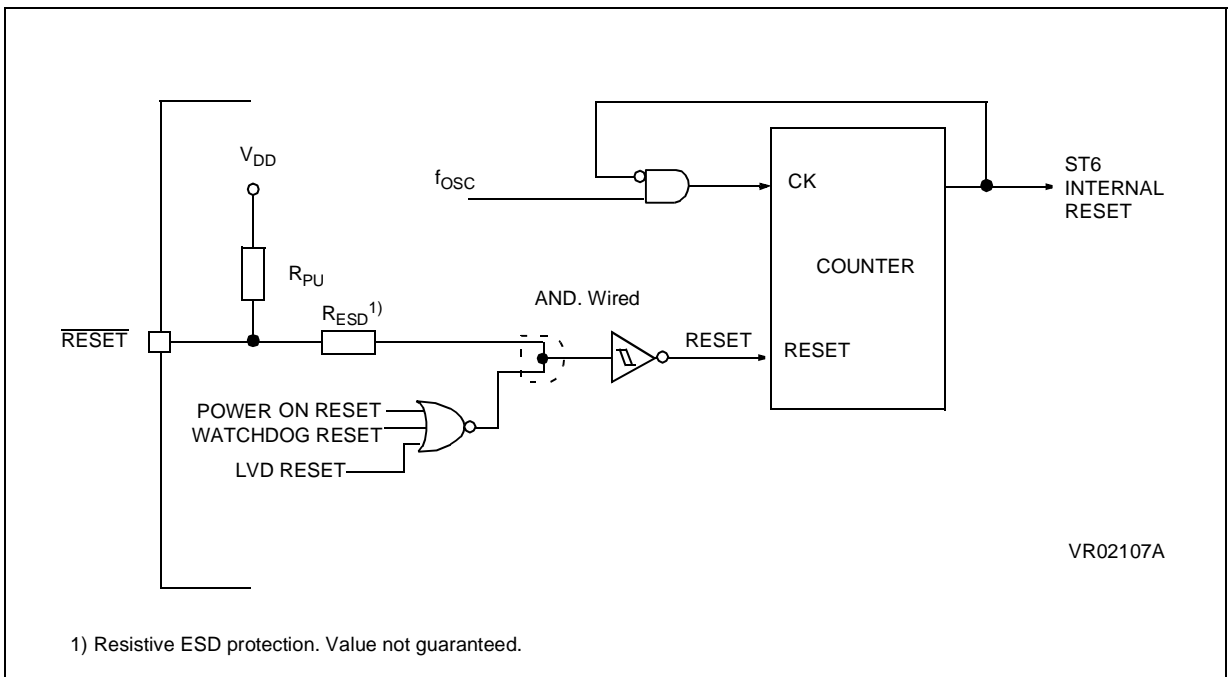 V_DD
R_PU
R_ESD 1)
RESET
f_OSC
CK
COUNTER
ST6
INTERNAL
RESET
AND. Wired
RESET
RESET
POWER ON RESET
WATCHDOG RESET
LVD RESET
VR02107A
1) Resistive ESD protection. Value not guaranteed.